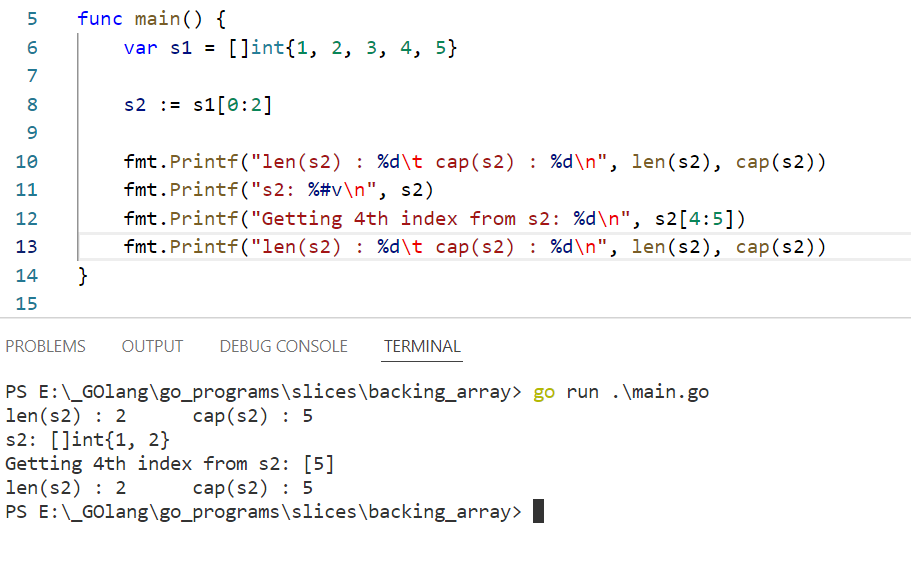 5 func main() {
6 var s1 = []int{1, 2, 3, 4, 5}
7
8 s2 := s1[0:2]
9
10 fmt.Printf("len(s2) : %d\t cap(s2) : %d\n", len(s2), cap(s2))
11 fmt.Printf("s2: %#v\n", s2)
12 fmt.Printf("Getting 4th index from s2: %d\n", s2[4:5])
13 fmt.Printf("len(s2) : %d\t cap(s2) : %d\n", len(s2), cap(s2))
14 }
15
PROBLEMS OUTPUT DEBUG CONSOLE TERMINAL
PS E:\_GOlang\go_programs\slices\backing_array> go run .\main.go
len(s2) : 2 cap(s2) : 5
s2: []int{1, 2}
Getting 4th index from s2: [5]
len(s2) : 2 cap(s2) : 5
PS E:\_GOlang\go_programs\slices\backing_array>